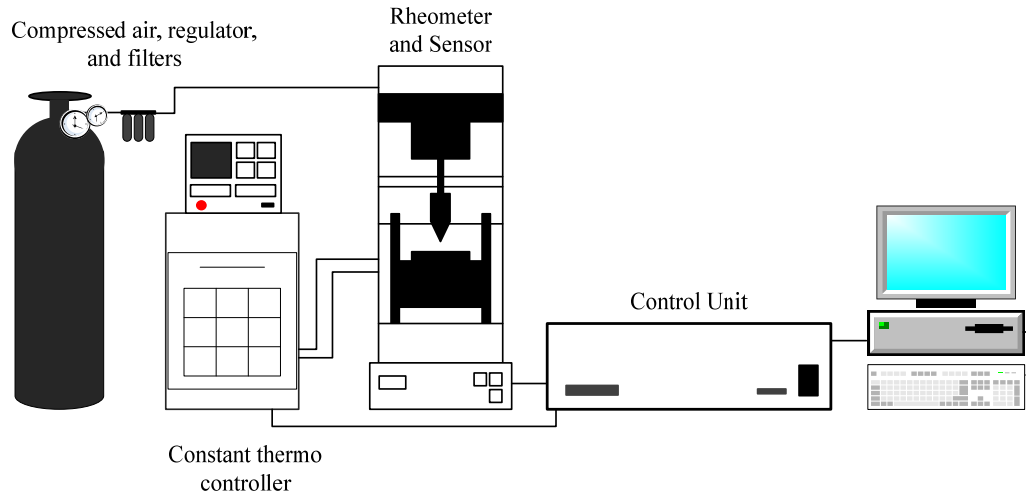 Compressed air, regulator,
and filters
Rheometer
and Sensor
Control Unit
Constant thermo
controller